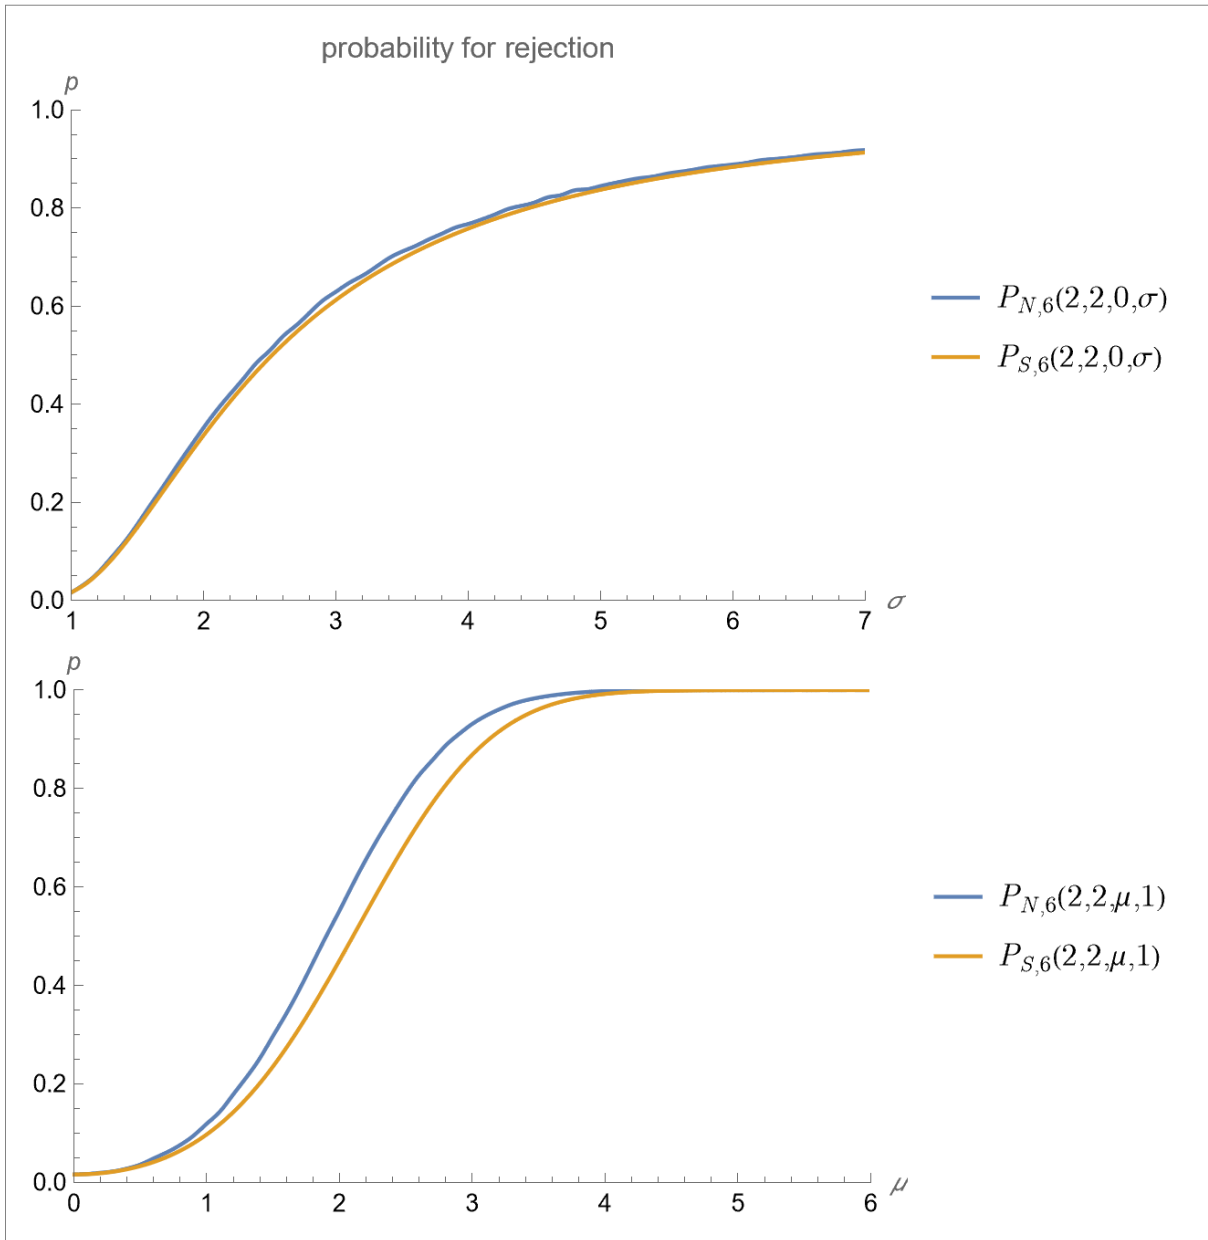 probability for rejection
p
1.0
0.8
0.6
0.4
0.2
0.0
1 2 3 4 5 6 7 σ
P_{N,6}(2,2,0,σ)
P_{S,6}(2,2,0,σ)
p
1.0
0.8
0.6
0.4
0.2
0.0
0 1 2 3 4 5 6 μ
P_{N,6}(2,2,μ,1)
P_{S,6}(2,2,μ,1)